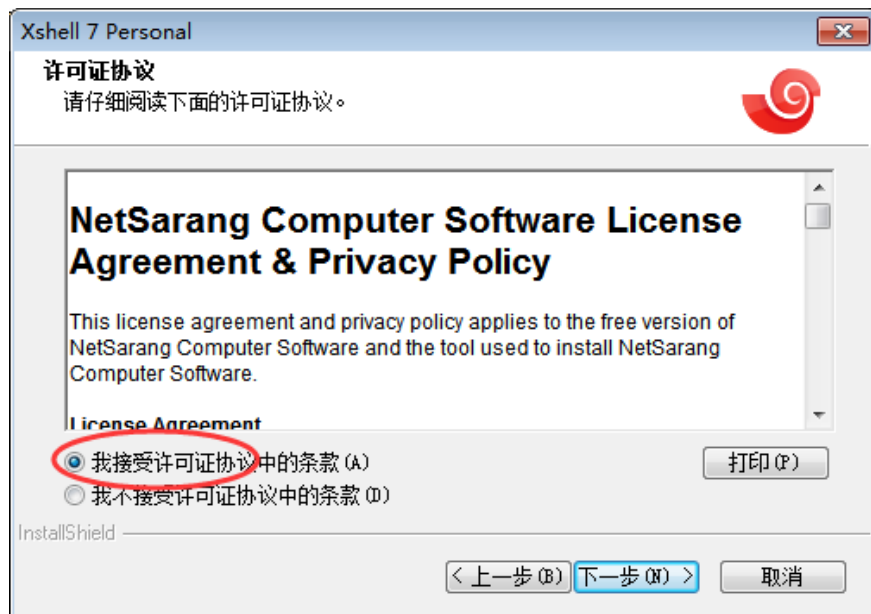 Xshell 7 Personal
许可证协议
请仔细阅读下面的许可证协议。
NetSarang Computer Software License
Agreement & Privacy Policy
This license agreement and privacy policy applies to the free version of
NetSarang Computer Software and the tool used to install NetSarang
Computer Software.
License Agreement
我接受许可证协议中的条款(A)
打印(P)
我不接受许可证协议中的条款(D)
InstallShield
< 上一步(B) 下一步(N) > 取消